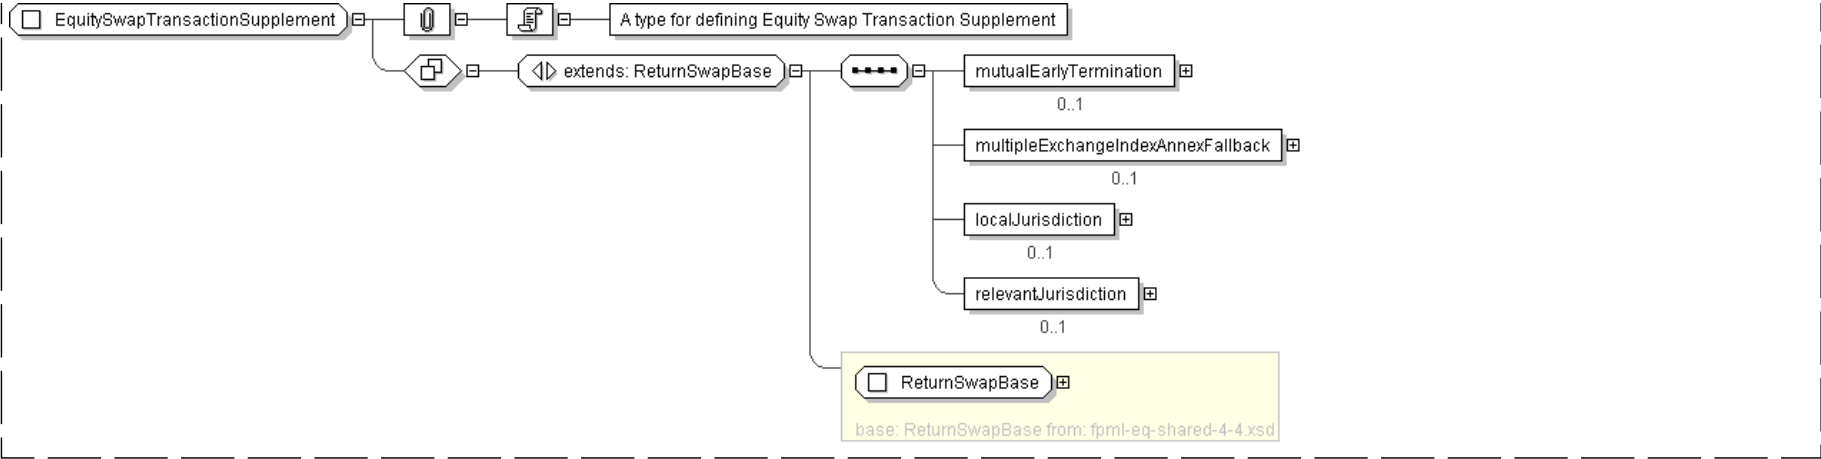 EquitySwapTransactionSupplement
A type for defining Equity Swap Transaction Supplement
extends: ReturnSwapBase
mutualEarlyTermination
0..1
multipleExchangeIndexAnnexFallback
0..1
localJurisdiction
0..1
relevantJurisdiction
0..1
ReturnSwapBase
base: ReturnSwapBase from: fpml-eq-shared-4-4.xsd